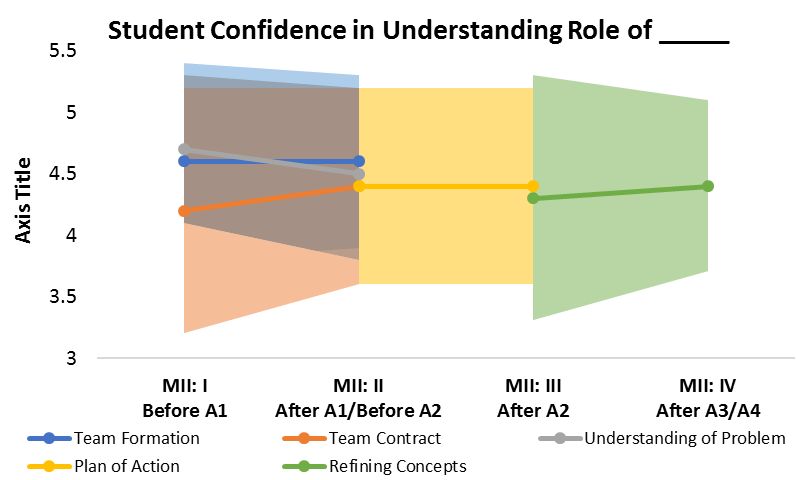 Student Confidence in Understanding Role of _____
5.5
5
4.5
4
3.5
3
Axis Title
MII: I
Before A1
MII: II
After A1/Before A2
MII: III
After A2
MII: IV
After A3/A4
Team Formation
Team Contract
Understanding of Problem
Plan of Action
Refining Concepts